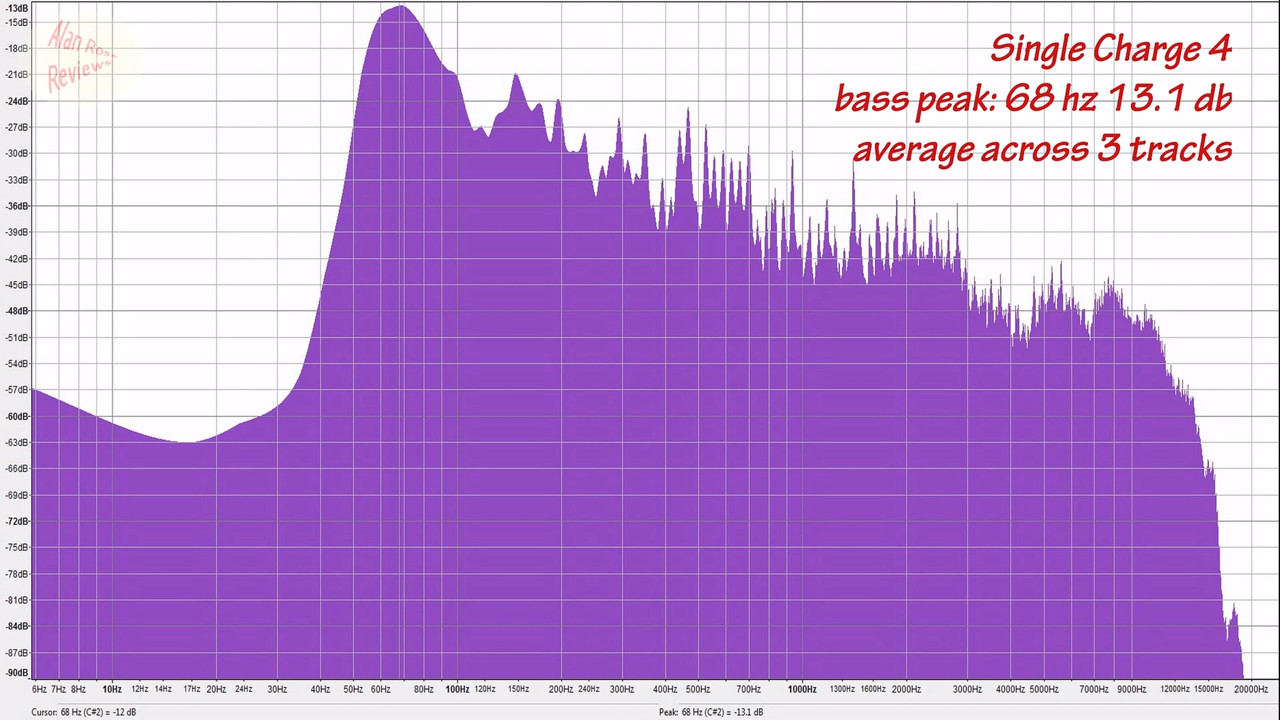 Alan Ross
Reviews
Single Charge 4
bass peak: 68 hz 13.1 db
average across 3 tracks
-13dB
-15dB
-18dB
-21dB
-24dB
-27dB
-30dB
-33dB
-36dB
-39dB
-42dB
-45dB
-48dB
-51dB
-54dB
-57dB
-60dB
-63dB
-66dB
-69dB
-72dB
-75dB
-78dB
-81dB
-84dB
-87dB
-90dB
6Hz 7Hz 8Hz 10Hz 12Hz 14Hz 17Hz 20Hz 24Hz 30Hz 40Hz 50Hz 60Hz 80Hz 100Hz 120Hz 150Hz 200Hz 240Hz 300Hz 400Hz 500Hz 700Hz 1000Hz 1300Hz 1600Hz 2000Hz 3000Hz 4000Hz 5000Hz 7000Hz 9000Hz 12000Hz 15000Hz 20000Hz
Cursor: 68 Hz (C#2) = -12 dB
Peak: 68 Hz (C#2) = -13.1 dB